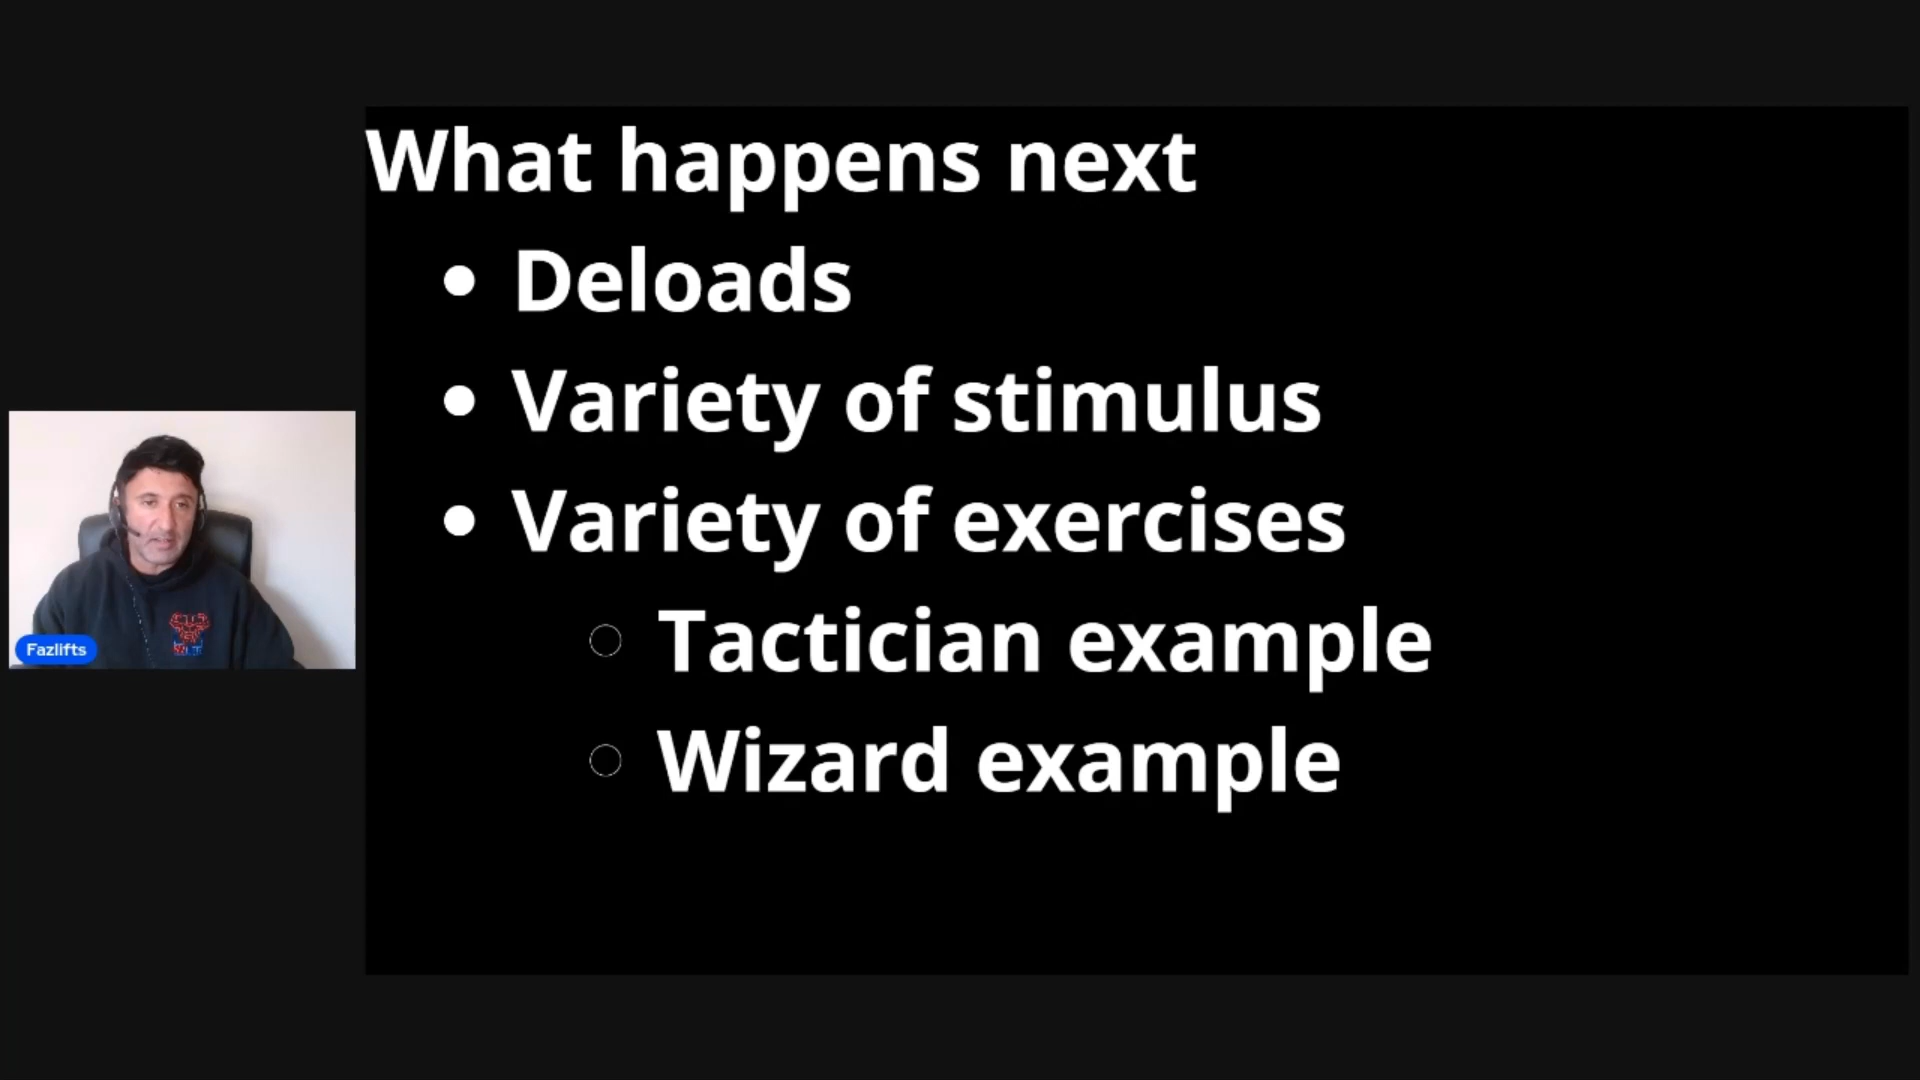 What happens next
Deloads
Variety of stimulus
Variety of exercises
Tactician example
Wizard example
Fazlifts